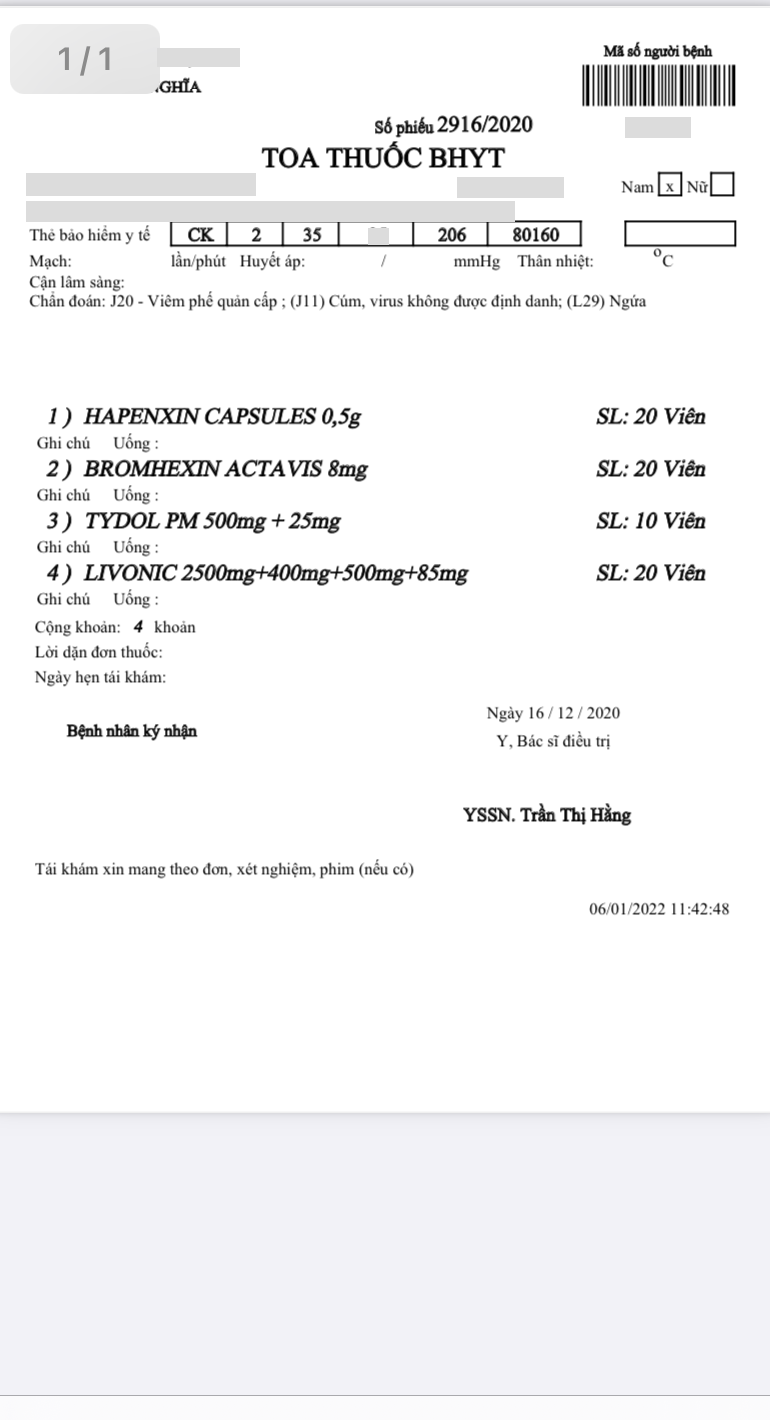 1/1
Mã số người bệnh
.GHĨA
Số phiếu 2916/2020
TOA THUỐC BHYT
Nam x Nữ
Thẻ bảo hiểm y tế CK 2 35 206 80160
Mạch: lần/phút Huyết áp: / mmHg Thân nhiệt: °C
Cận lâm sàng:
Chẩn đoán: J20 - Viêm phế quản cấp ; (J11) Cúm, virus không được định danh; (L29) Ngứa
1 ) HAPENXIN CAPSULES 0,5g SL: 20 Viên
Ghi chú Uống :
2 ) BROMHEXIN ACTAVIS 8mg SL: 20 Viên
Ghi chú Uống :
3 ) TYDOL PM 500mg + 25mg SL: 10 Viên
Ghi chú Uống :
4 ) LIVONIC 2500mg+400mg+500mg+85mg SL: 20 Viên
Ghi chú Uống :
Cộng khoản: 4 khoản
Lời dặn đơn thuốc:
Ngày hẹn tái khám:
Ngày 16 / 12 / 2020
Bệnh nhân ký nhận
Y, Bác sĩ điều trị
YSSN. Trần Thị Hằng
Tái khám xin mang theo đơn, xét nghiệm, phim (nếu có)
06/01/2022 11:42:48